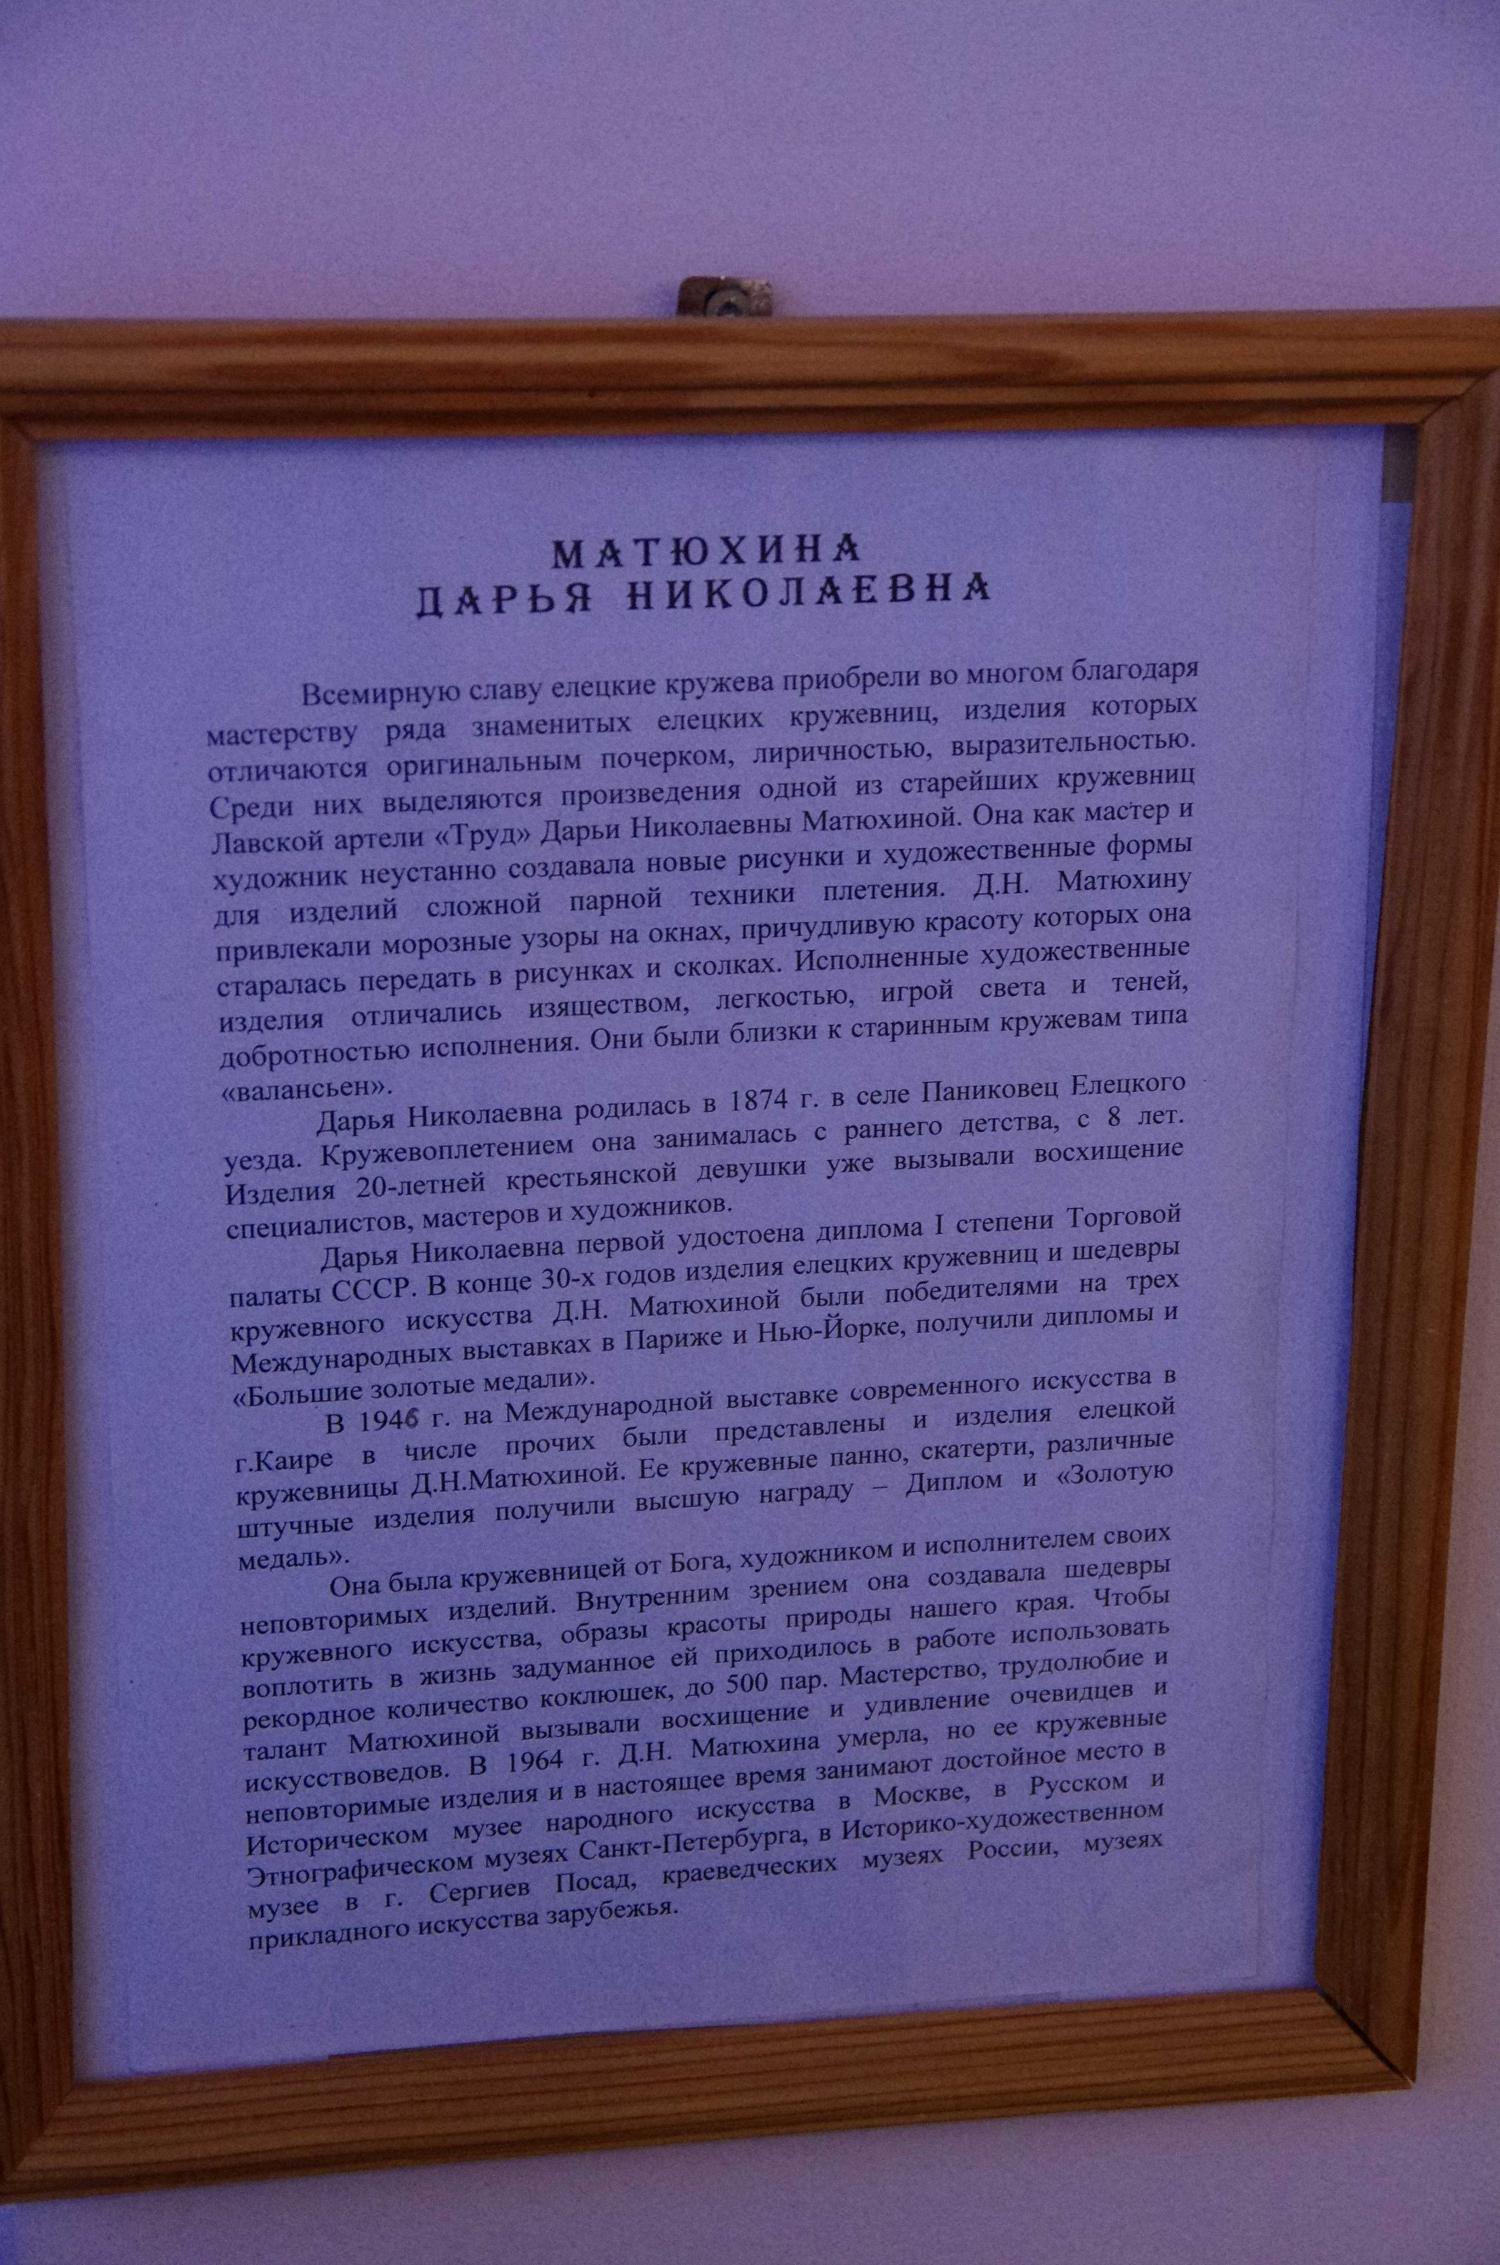 МАТЮХИНА
ДАРЬЯ НИКОЛАЕВНА
Всемирную славу елецкие кружева приобрели во многом благодаря
мастерству ряда знаменитых елецких кружевниц, изделия которых
отличаются оригинальным почерком, лиричностью, выразительностью.
Среди них выделяются произведения одной из старейших кружевниц
Лавской артели «Труд» Дарьи Николаевны Матюхиной. Она как мастер и
художник неустанно создавала новые рисунки и художественные формы
для изделий сложной парной техники плетения. Д.Н. Матюхину
привлекали морозные узоры на окнах, причудливую красоту которых она
старалась передать в рисунках и сколках. Исполненные художественные
изделия отличались изяществом, легкостью, игрой света и теней,
добротностью исполнения. Они были близки к старинным кружевам типа
«валансьен».
Дарья Николаевна родилась в 1874 г. в селе Паниковец Елецкого
уезда. Кружевоплетением она занималась с раннего детства, с 8 лет.
Изделия 20-летней крестьянской девушки уже вызывали восхищение
специалистов, мастеров и художников.
Дарья Николаевна первой удостоена диплома I степени Торговой
палаты СССР. В конце 30-х годов изделия елецких кружевниц и шедевры
кружевного искусства Д.Н. Матюхиной были победителями на трех
Международных выставках в Париже и Нью-Йорке, получили дипломы и
«Большие золотые медали».
В 1946 г. на Международной выставке современного искусства в
г.Каире в числе прочих были представлены и изделия елецкой
кружевницы Д.Н.Матюхиной. Ее кружевные панно, скатерти, различные
штучные изделия получили высшую награду – Диплом и «Золотую
медаль».
Она была кружевницей от Бога, художником и исполнителем своих
неповторимых изделий. Внутренним зрением она создавала шедевры
кружевного искусства, образы красоты природы нашего края. Чтобы
воплотить в жизнь задуманное ей приходилось в работе использовать
рекордное количество коклюшек, до 500 пар. Мастерство, трудолюбие и
талант Матюхиной вызывали восхищение и удивление очевидцев и
искусствоведов. В 1964 г. Д.Н. Матюхина умерла, но ее кружевные
неповторимые изделия и в настоящее время занимают достойное место в
Историческом музее народного искусства в Москве, в Русском и
Этнографическом музеях Санкт-Петербурга, в Историко-художественном
музее в г. Сергиев Посад, краеведческих музеях России, музеях
прикладного искусства зарубежья.